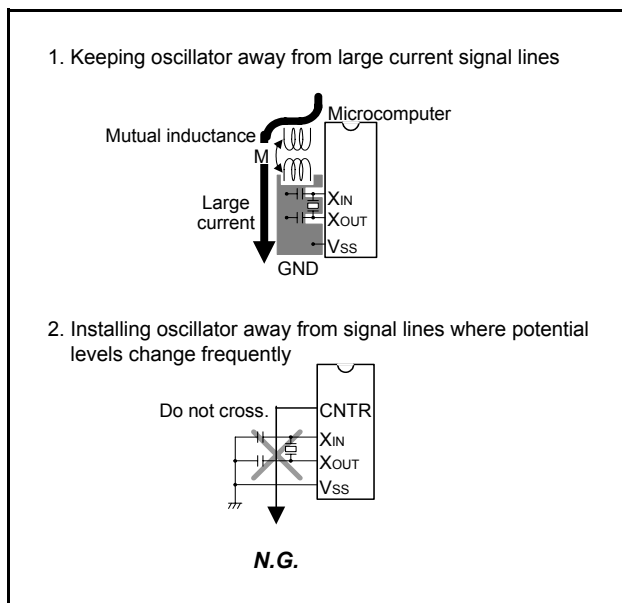 1. Keeping oscillator away from large current signal lines
Microcomputer
Mutual inductance
M
Large
current
XIN
XOUT
VSS
GND
2. Installing oscillator away from signal lines where potential
levels change frequently
Do not cross.
CNTR
XIN
XOUT
VSS
N.G.